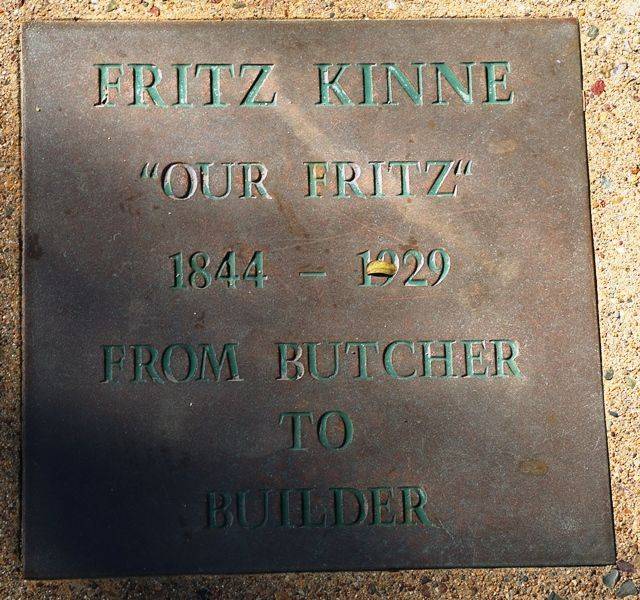 FRITZ KINNE
“OUR FRITZ“
1844 – 1929
FROM BUTCHER
TO
BUILDER